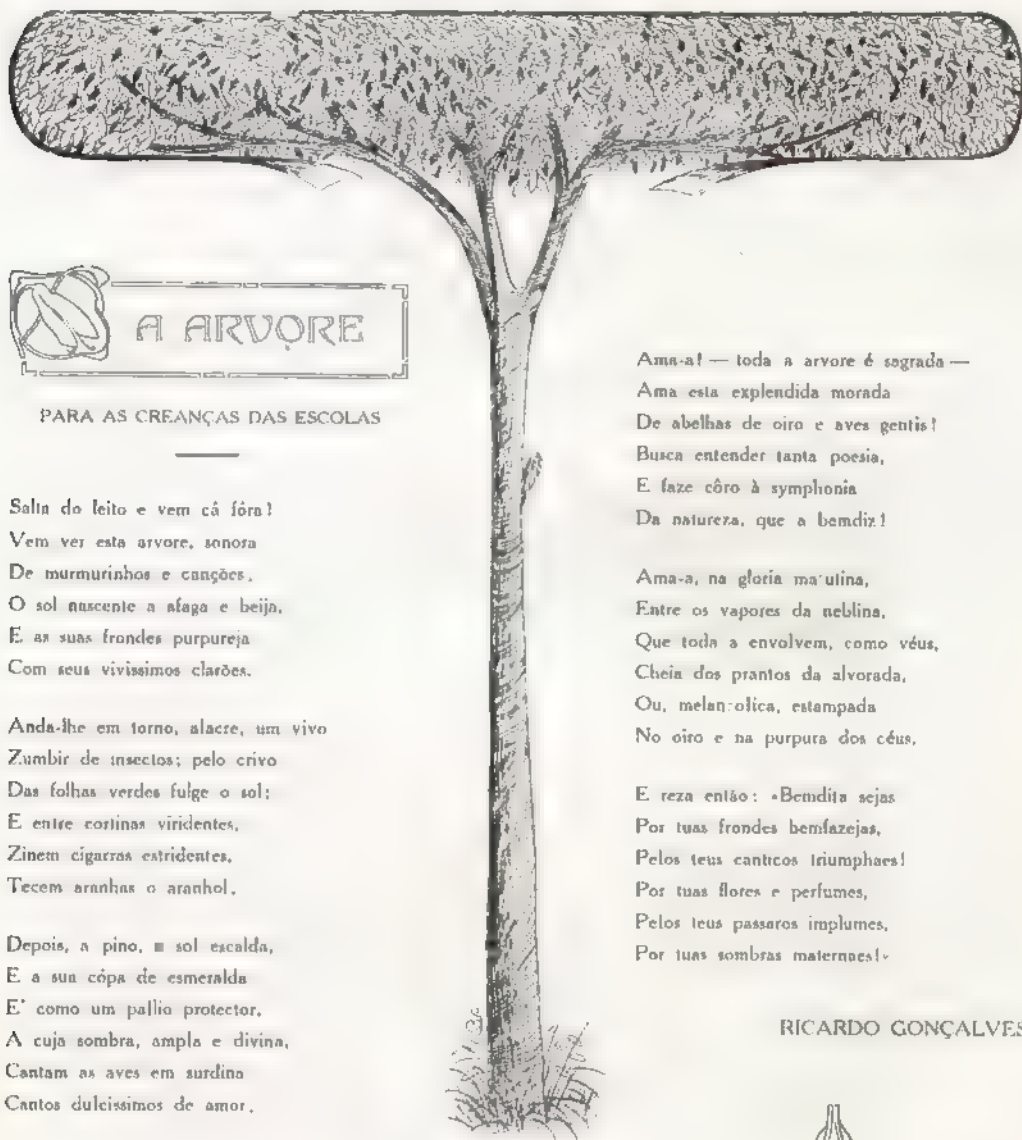 A ARVORE
PARA AS CREANÇAS DAS ESCOLAS
Salta do leito e vem cá fóra!
Vem ver esta arvore, sonora
De murmurinhos e canções.
O sol nascente a afaga e beija,
E as suas frondes purpureja
Com seus vivissimos clarões.
Anda-lhe em torno, alacre, um vivo
Zumbir de insectos; pelo crivo
Das folhas verdes fulge o sol;
E entre cortinas viridentes,
Zinem cigarras estridentes,
Tecem aranhas o aranhol.
Depois, a pino, o sol escalda,
E a sua cópa de esmeralda
E' como um pallio protector,
A cuja sombra, ampla e divina,
Cantam as aves em surdina
Cantos dulcissimos de amor.
Ama-a! — toda a arvore é sagrada —
Ama esta explendida morada
De abelhas de oiro e aves gentis!
Busca entender tanta poesia,
E faze côro à symphonia
Da natureza, que a bemdiz!
Ama-a, na gloria matulina,
Entre os vapores da neblina,
Que toda a envolvem, como véus,
Cheia dos prantos da alvorada,
Ou, melancolica, estampada
No oiro e na purpura dos céus,
E reza então: «Bemdita sejas
Por tuas frondes bemfazejas,
Pelos teus canticos triumphaes!
Por tuas flores e perfumes,
Pelos teus passaros implumes,
Por tuas sombras maternaes!»
RICARDO GONÇALVES